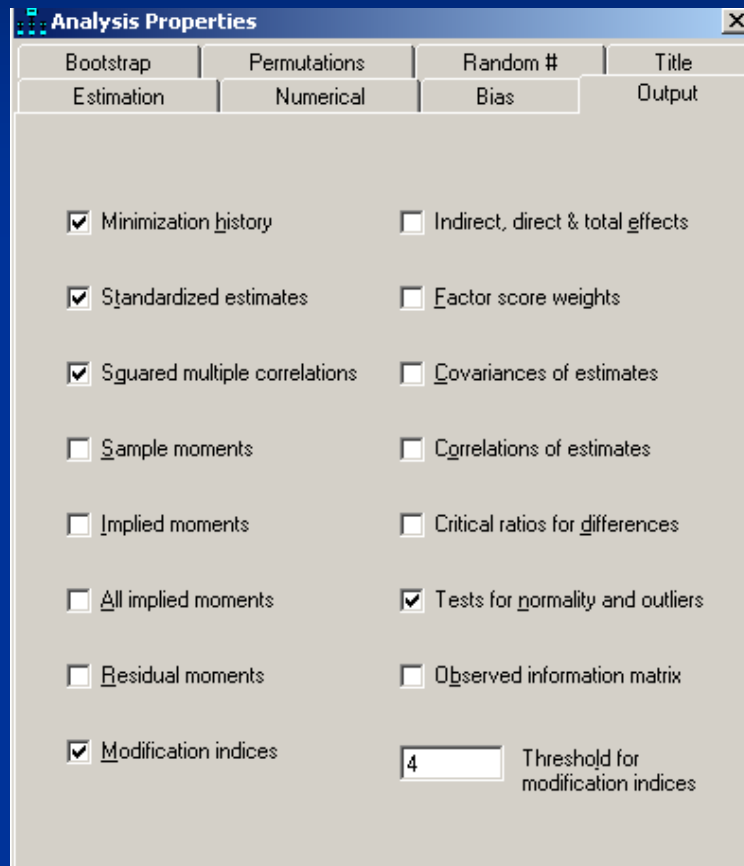 Analysis Properties
Bootstrap Permutations Random # Title
Estimation Numerical Bias Output
Minimization history
Indirect, direct & total effects
Standardized estimates
Factor score weights
Squared multiple correlations
Covariances of estimates
Sample moments
Correlations of estimates
Implied moments
Critical ratios for differences
All implied moments
Tests for normality and outliers
Residual moments
Observed information matrix
Modification indices
4
Threshold for
modification indices